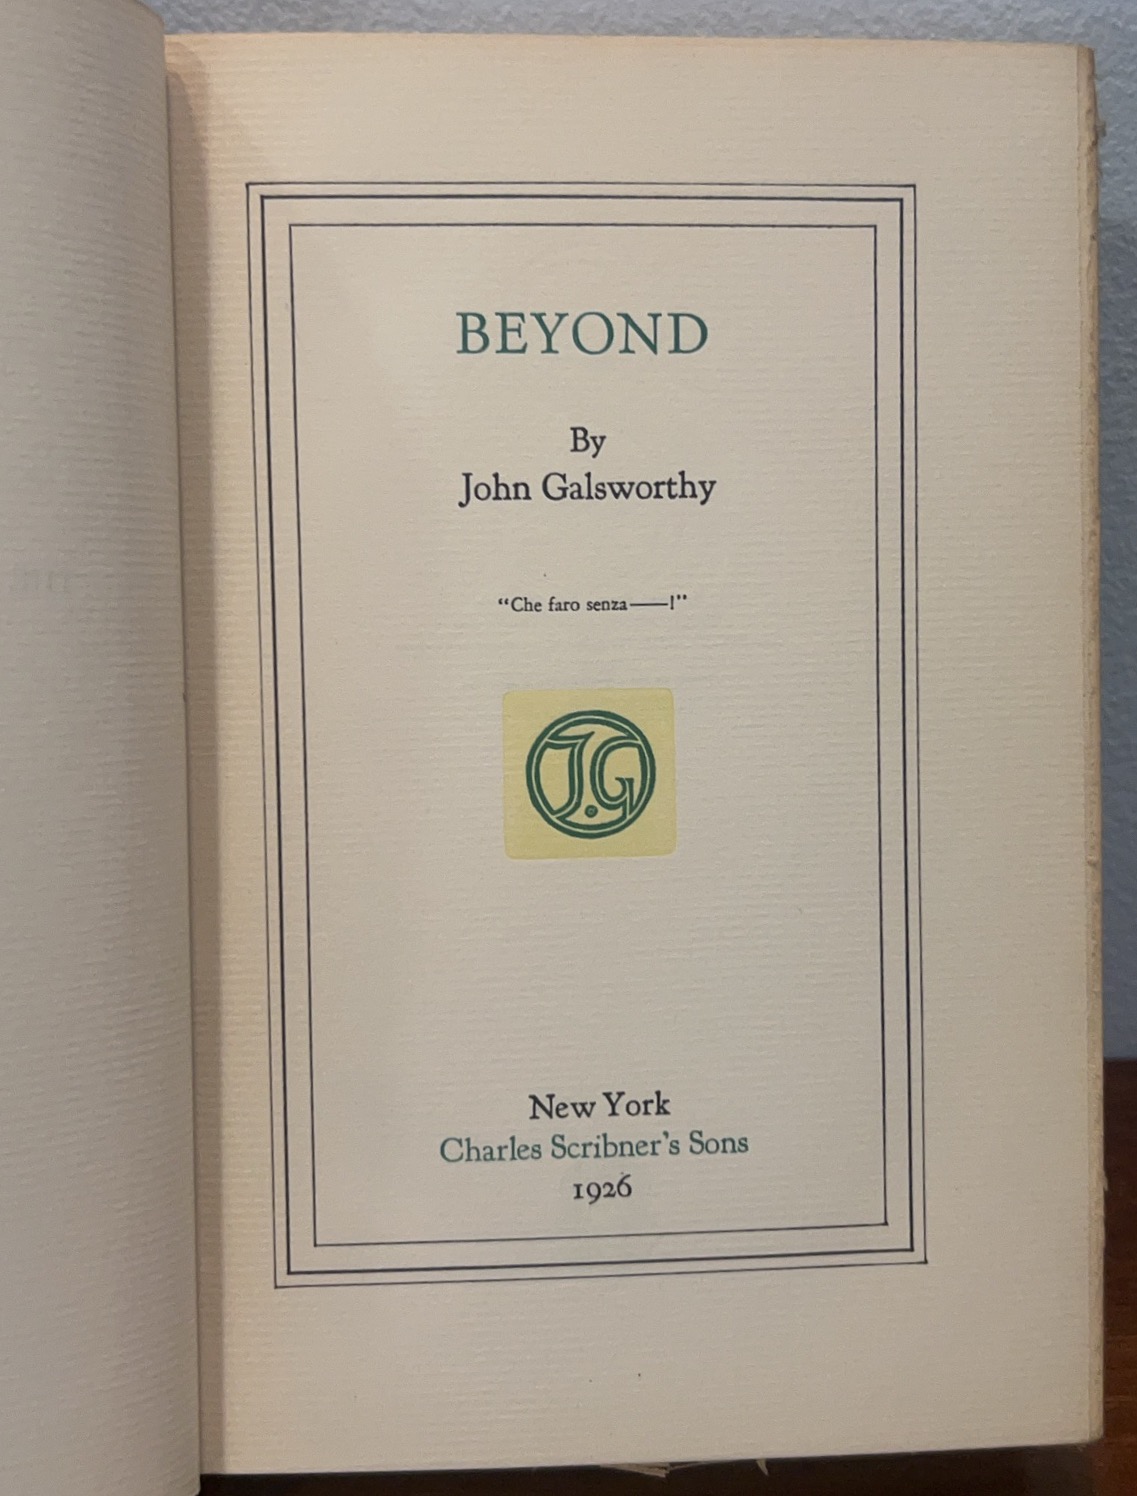 BEYOND
By
John Galsworthy
“Che faro senza——!”
J.G
New York
Charles Scribner's Sons
1926